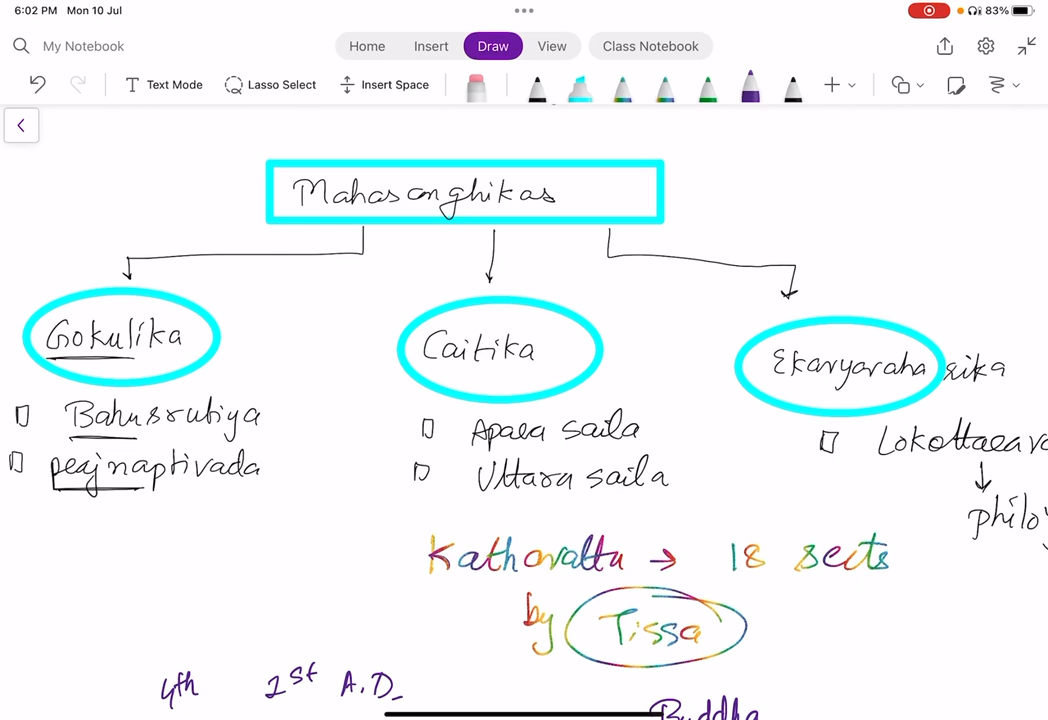 6:02 PM Mon 10 Jul
83%
My Notebook
Home Insert Draw View Class Notebook
Text Mode Lasso Select Insert Space
Mahasanghikas
Gokulika
Caitika
Ekavyavaharika
Bahusrutiya
prajnaptivada
Apara saila
Uttara saila
Lokottarava
philo
Kathavattu → 18 sects
by Tissa
4th 1st A.D.
Buddha